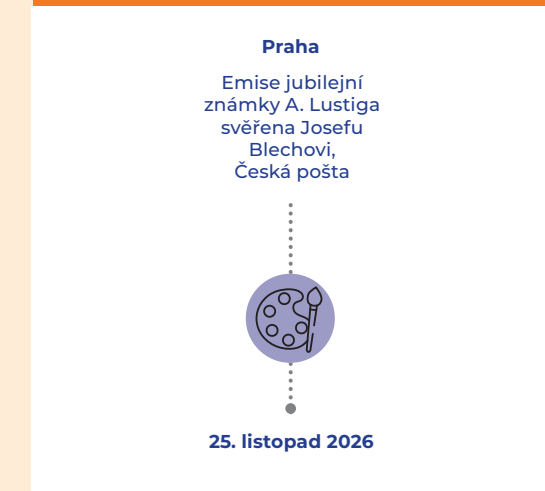 Praha
Emise jubilejní
známky A. Lustiga
svěřena Josefu
Blechovi,
Česká pošta
25. listopad 2026